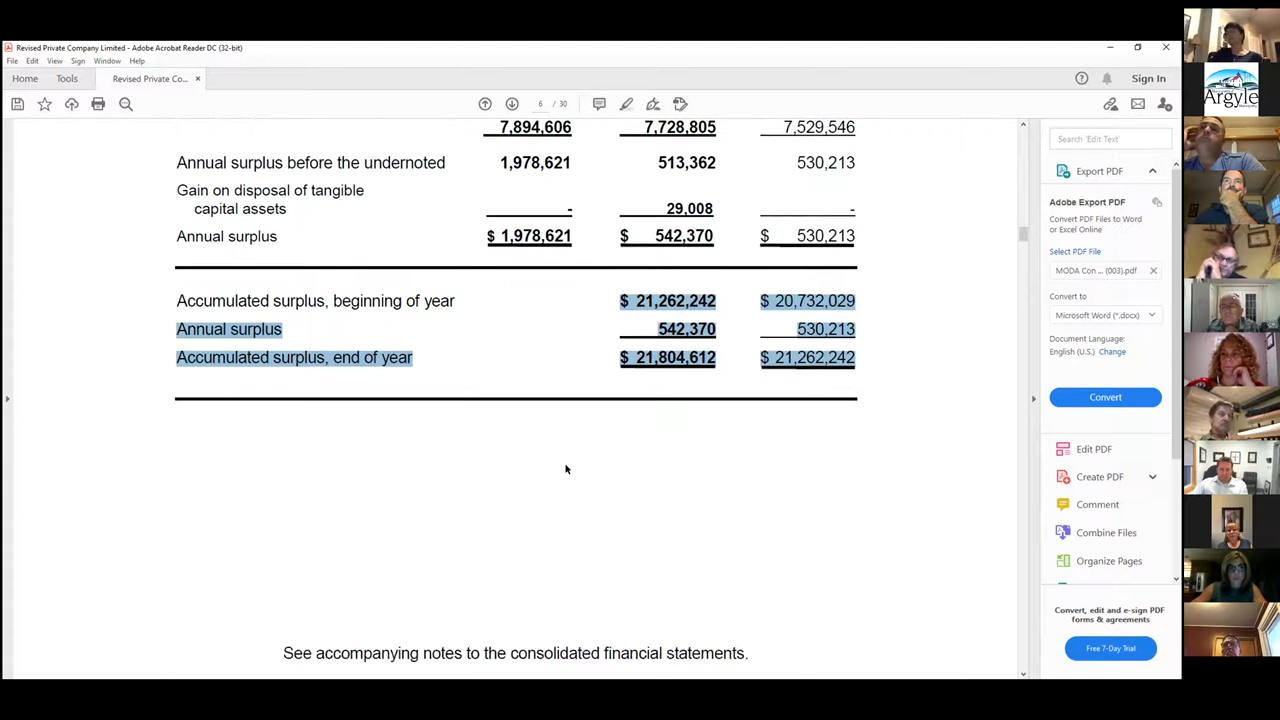 Revised Private Company Limited - Adobe Acrobat Reader DC (32-bit)
File Edit View Sign Window Help
Home Tools Revised Private Co... × Sign In
6 / 30
7,894,606 7,728,805 7,529,546
Annual surplus before the undernoted 1,978,621 513,362 530,213
Gain on disposal of tangible
capital assets - 29,008 -
Annual surplus $ 1,978,621 $ 542,370 $ 530,213
Accumulated surplus, beginning of year $ 21,262,242 $ 20,732,029
Annual surplus 542,370 530,213
Accumulated surplus, end of year $ 21,804,612 $ 21,262,242
See accompanying notes to the consolidated financial statements.
Search 'Edit Text'
Export PDF
Adobe Export PDF
Convert PDF Files to Word
or Excel Online
Select PDF File
MODA Con ... (003).pdf
Convert to
Microsoft Word (*.docx)
Document Language:
English (U.S.) Change
Convert
Edit PDF
Create PDF
Comment
Combine Files
Organize Pages
Convert, edit and e-sign PDF
forms & agreements
Free 7-Day Trial
Argyle